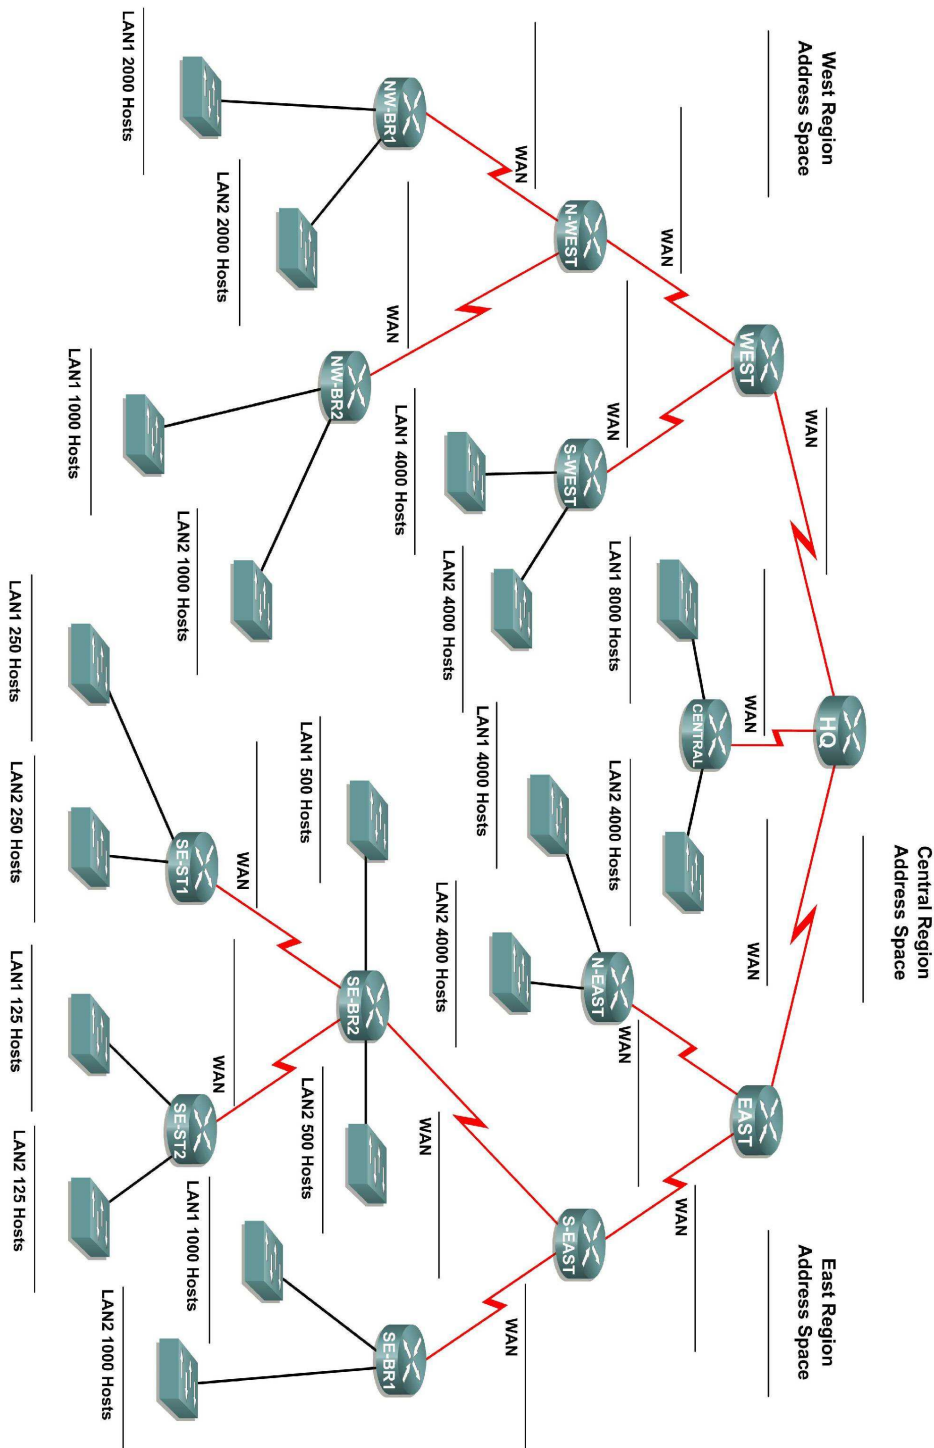 West Region
Address Space
Central Region
Address Space
East Region
Address Space
HQ
WAN
WAN
WAN
WEST
CENTRAL
EAST
LAN1 8000 Hosts
LAN2 4000 Hosts
WAN
WAN
WAN
WAN
N-WEST
S-WEST
N-EAST
S-EAST
LAN1 4000 Hosts
LAN2 4000 Hosts
LAN1 4000 Hosts
LAN2 4000 Hosts
WAN
WAN
WAN
WAN
NW-BR1
NW-BR2
SE-BR2
SE-BR1
LAN1 2000 Hosts
LAN2 2000 Hosts
LAN1 1000 Hosts
LAN2 1000 Hosts
LAN1 500 Hosts
LAN2 500 Hosts
LAN1 1000 Hosts
LAN2 1000 Hosts
WAN
WAN
SE-ST1
SE-ST2
LAN1 250 Hosts
LAN2 250 Hosts
LAN1 125 Hosts
LAN2 125 Hosts